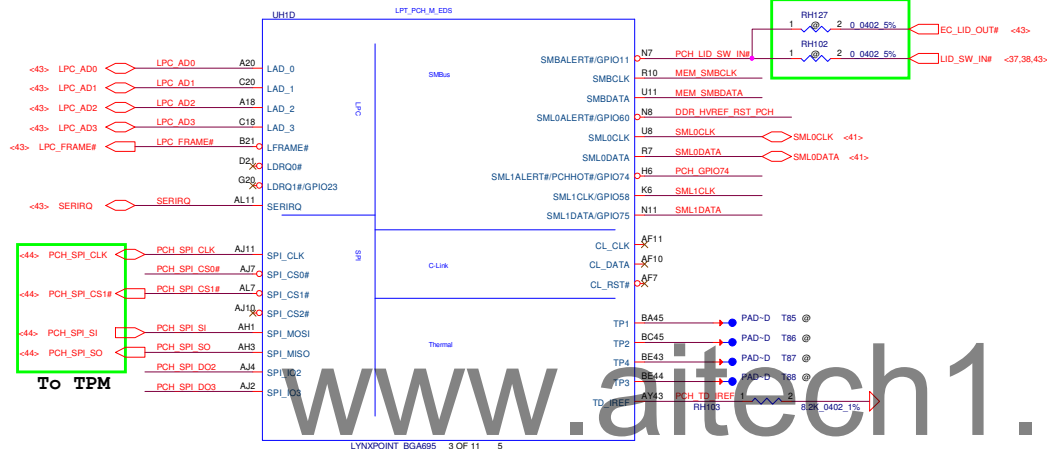 UH1D
LPT_PCH_M_EDS
RH127
1 @ 2 0_0402_5% EC_LID_OUT# <43>
RH102
1 @ 2 0_0402_5% LID_SW_IN# <37,38,43>
SMBALERT#/GPIO11 N7 PCH_LID_SW_IN#
<43> LPC_AD0 LPC_AD0 A20 LAD_0
SMBus
SMBCLK R10 MEM_SMBCLK
<43> LPC_AD1 LPC_AD1 C20 LAD_1
SMBDATA U11 MEM_SMBDATA
<43> LPC_AD2 LPC_AD2 A18 LAD_2
LPC
SML0ALERT#/GPIO60 N8 DDR_HVREF_RST_PCH
<43> LPC_AD3 LPC_AD3 C18 LAD_3
SML0CLK U8 SML0CLK SML0CLK <41>
<43> LPC_FRAME# LPC_FRAME# B21 LFRAME#
SML0DATA R7 SML0DATA SML0DATA <41>
D21 LDRQ0#
SML1ALERT#/PCHHOT#/GPIO74 H6 PCH_GPIO74
G20 LDRQ1#/GPIO23
SML1CLK/GPIO58 K6 SML1CLK
<43> SERIRQ SERIRQ AL11 SERIRQ
SML1DATA/GPIO75 N11 SML1DATA
CL_CLK AF11
<44> PCH_SPI_CLK PCH_SPI_CLK AJ11 SPI_CLK
SPI
C-Link
CL_DATA AF10
PCH_SPI_CS0# AJ7 SPI_CS0#
CL_RST# AF7
<44> PCH_SPI_CS1# PCH_SPI_CS1# AL7 SPI_CS1#
AJ10 SPI_CS2#
TP1 BA45 PAD~D T85 @
<44> PCH_SPI_SI PCH_SPI_SI AH1 SPI_MOSI
TP2 BC45 PAD~D T86 @
Thermal
<44> PCH_SPI_SO PCH_SPI_SO AH3 SPI_MISO
TP4 BE43 PAD~D T87 @
PCH_SPI_DO2 AJ4 SPI_IO2
TP3 BE44 PAD~D T88 @
To TPM
PCH_SPI_DO3 AJ2 SPI_IO3
TD_IREF AY43 PCH_TD_IREF 1 2
RH103 8.2K_0402_1%
www.aitech1.
LYNXPOINT_BGA695 3 OF 11 5